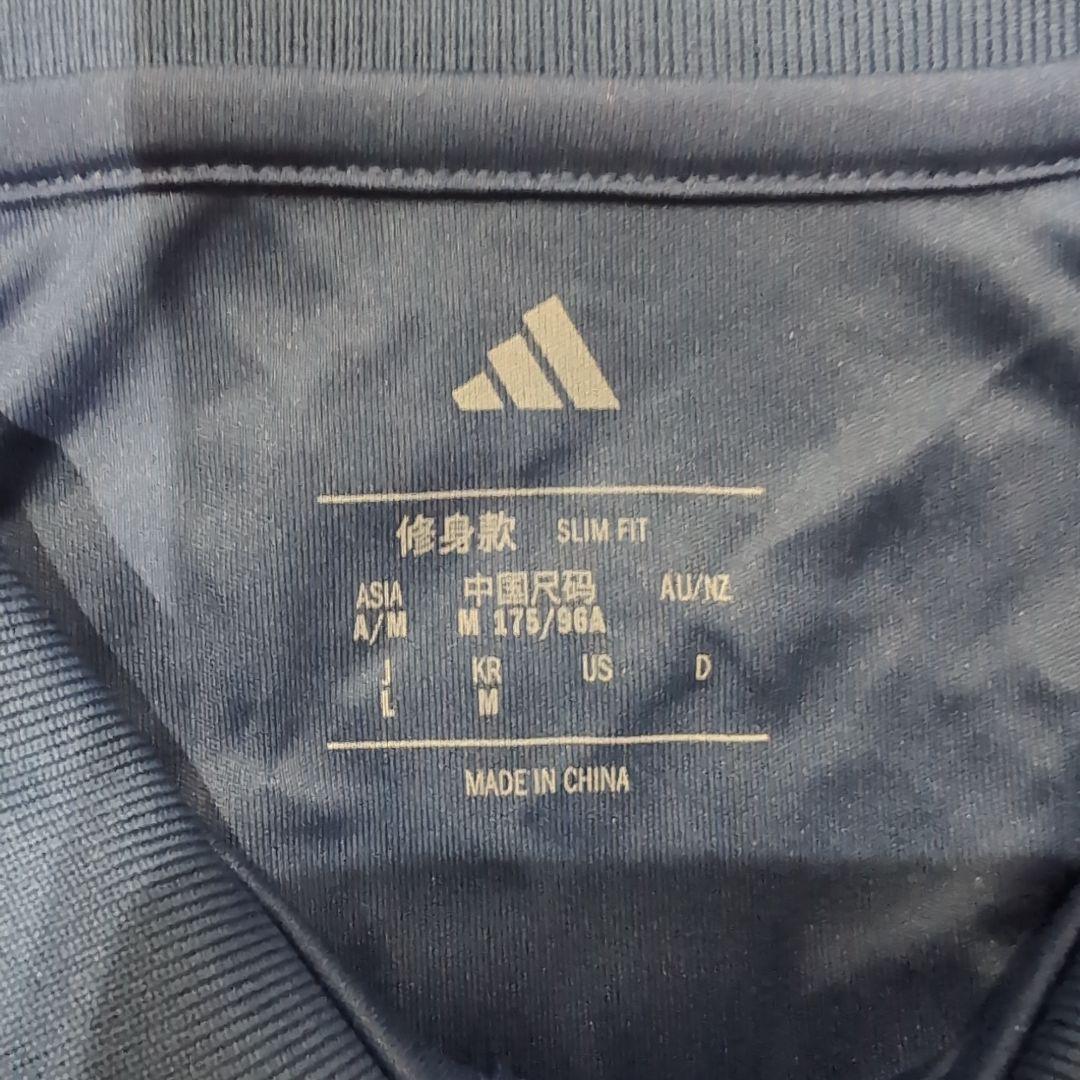 修身款 SLIM FIT
ASIA 中国尺码 AU/NZ
A/M M 175/96A
J KR US D
L M
MADE IN CHINA